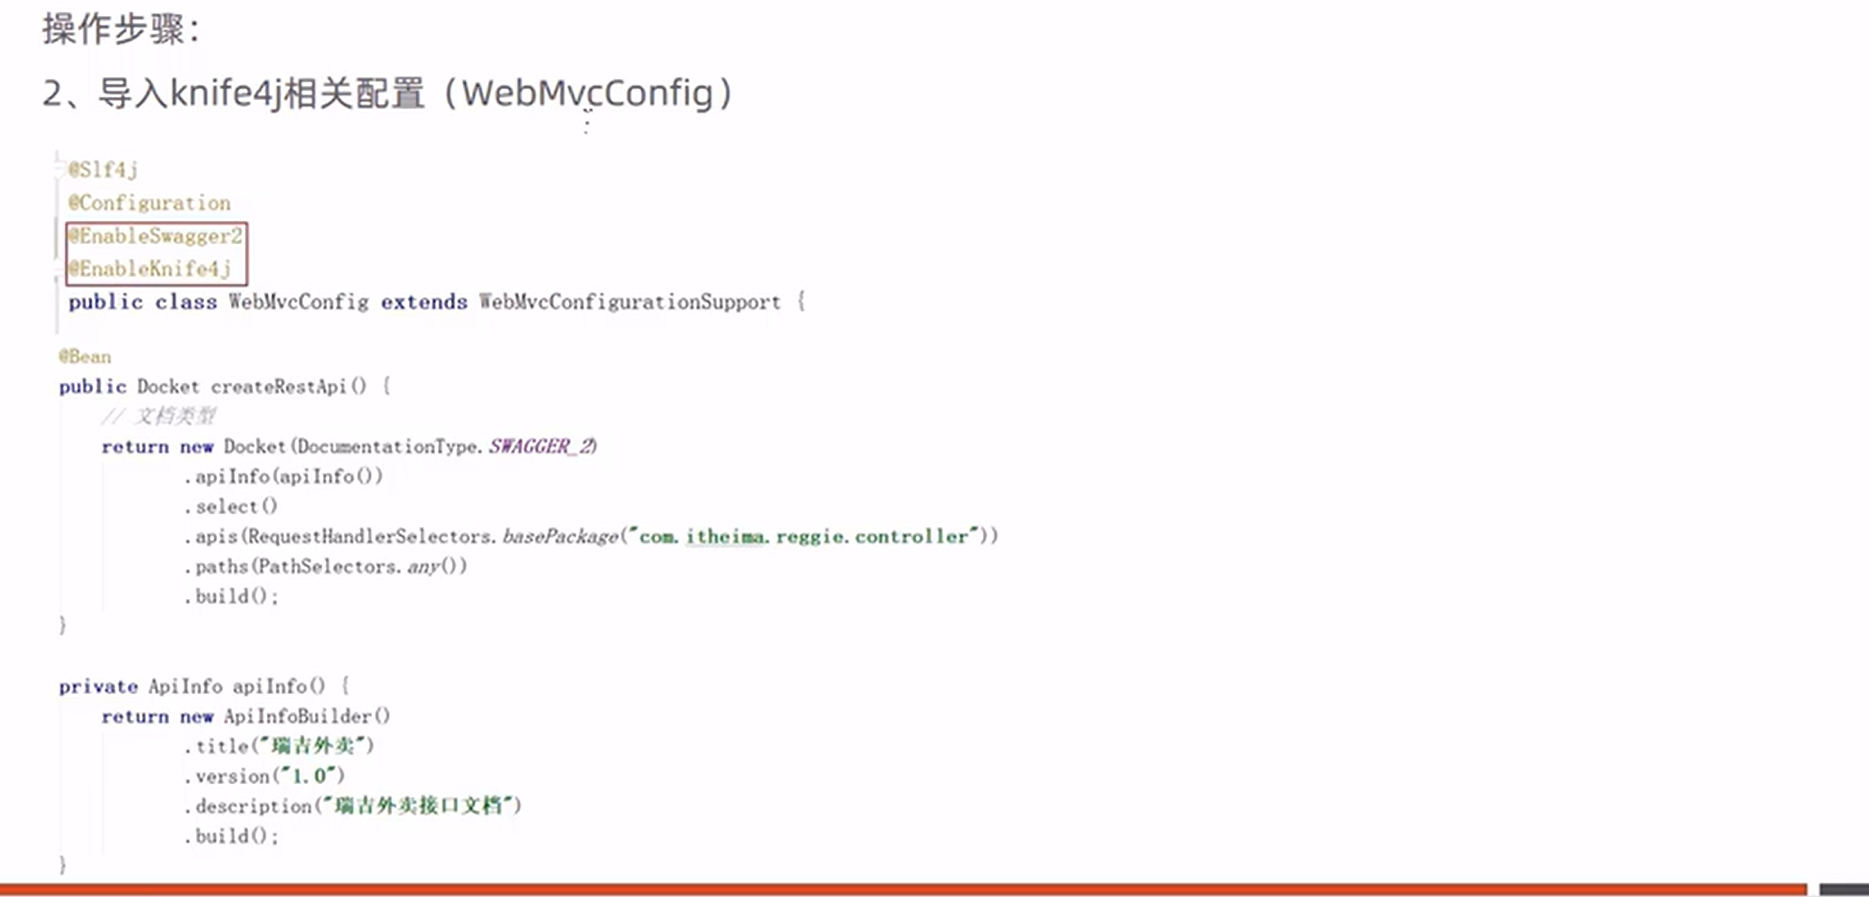 操作步骤：
2、导入knife4j相关配置（WebMvcConfig）
@Slf4j
@Configuration
@EnableSwagger2
@EnableKnife4j
public class WebMvcConfig extends WebMvcConfigurationSupport {
@Bean
public Docket createRestApi() {
// 文档类型
return new Docket(DocumentationType.SWAGGER_2)
.apiInfo(apiInfo())
.select()
.apis(RequestHandlerSelectors.basePackage("com.itheima.reggie.controller"))
.paths(PathSelectors.any())
.build();
}
private ApiInfo apiInfo() {
return new ApiInfoBuilder()
.title("瑞吉外卖")
.version("1.0")
.description("瑞吉外卖接口文档")
.build();
}